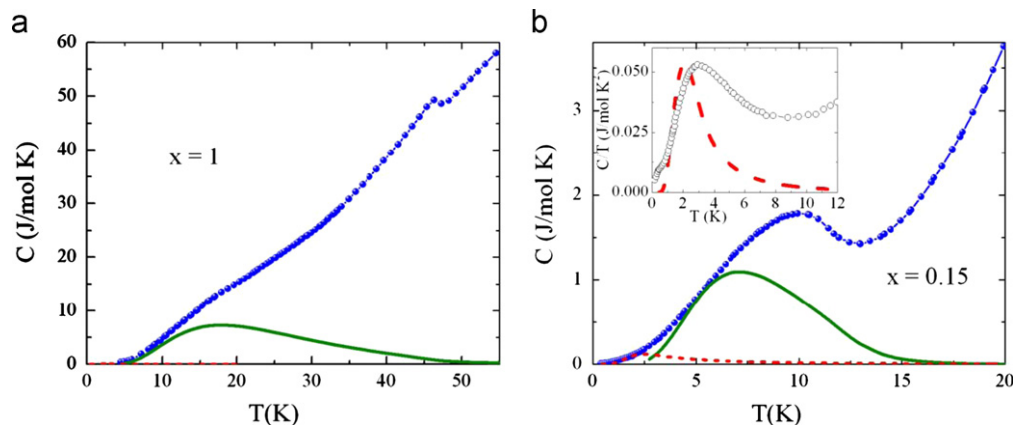 a
60
50
40
30
20
10
0
C (J/mol K)
x = 1
0 10 20 30 40 50
T(K)
b
3
2
1
0
C (J/mol K)
0.050
0.025
0.000
C/T (J mol K²)
0 2 4 6 8 10 12
T (K)
x = 0.15
0 5 10 15 20
T(K)